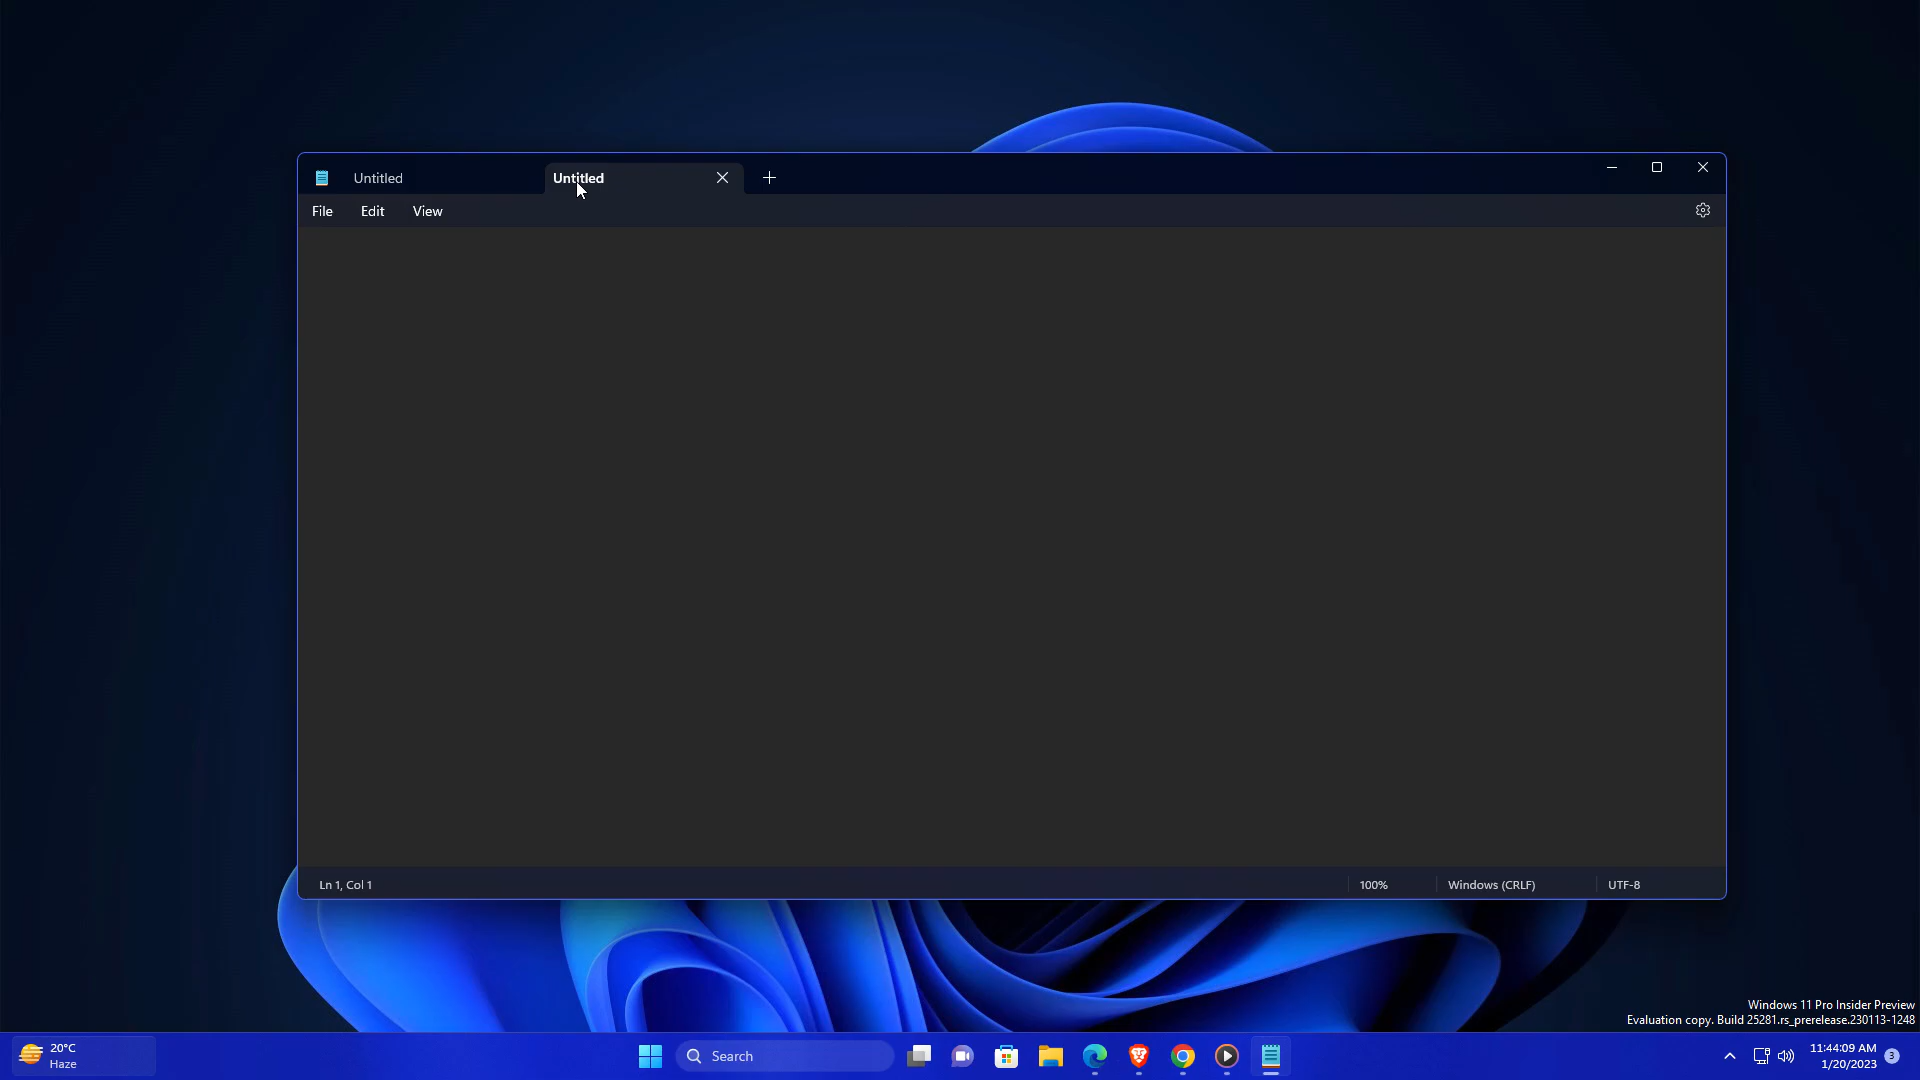 Untitled
Untitled
File Edit View
Ln 1, Col 1
100%
Windows (CRLF)
UTF-8
Windows 11 Pro Insider Preview
Evaluation copy. Build 25281.rs_prerelease.230113-1248
20°C
Haze
Search
11:44:09 AM
1/20/2023
3